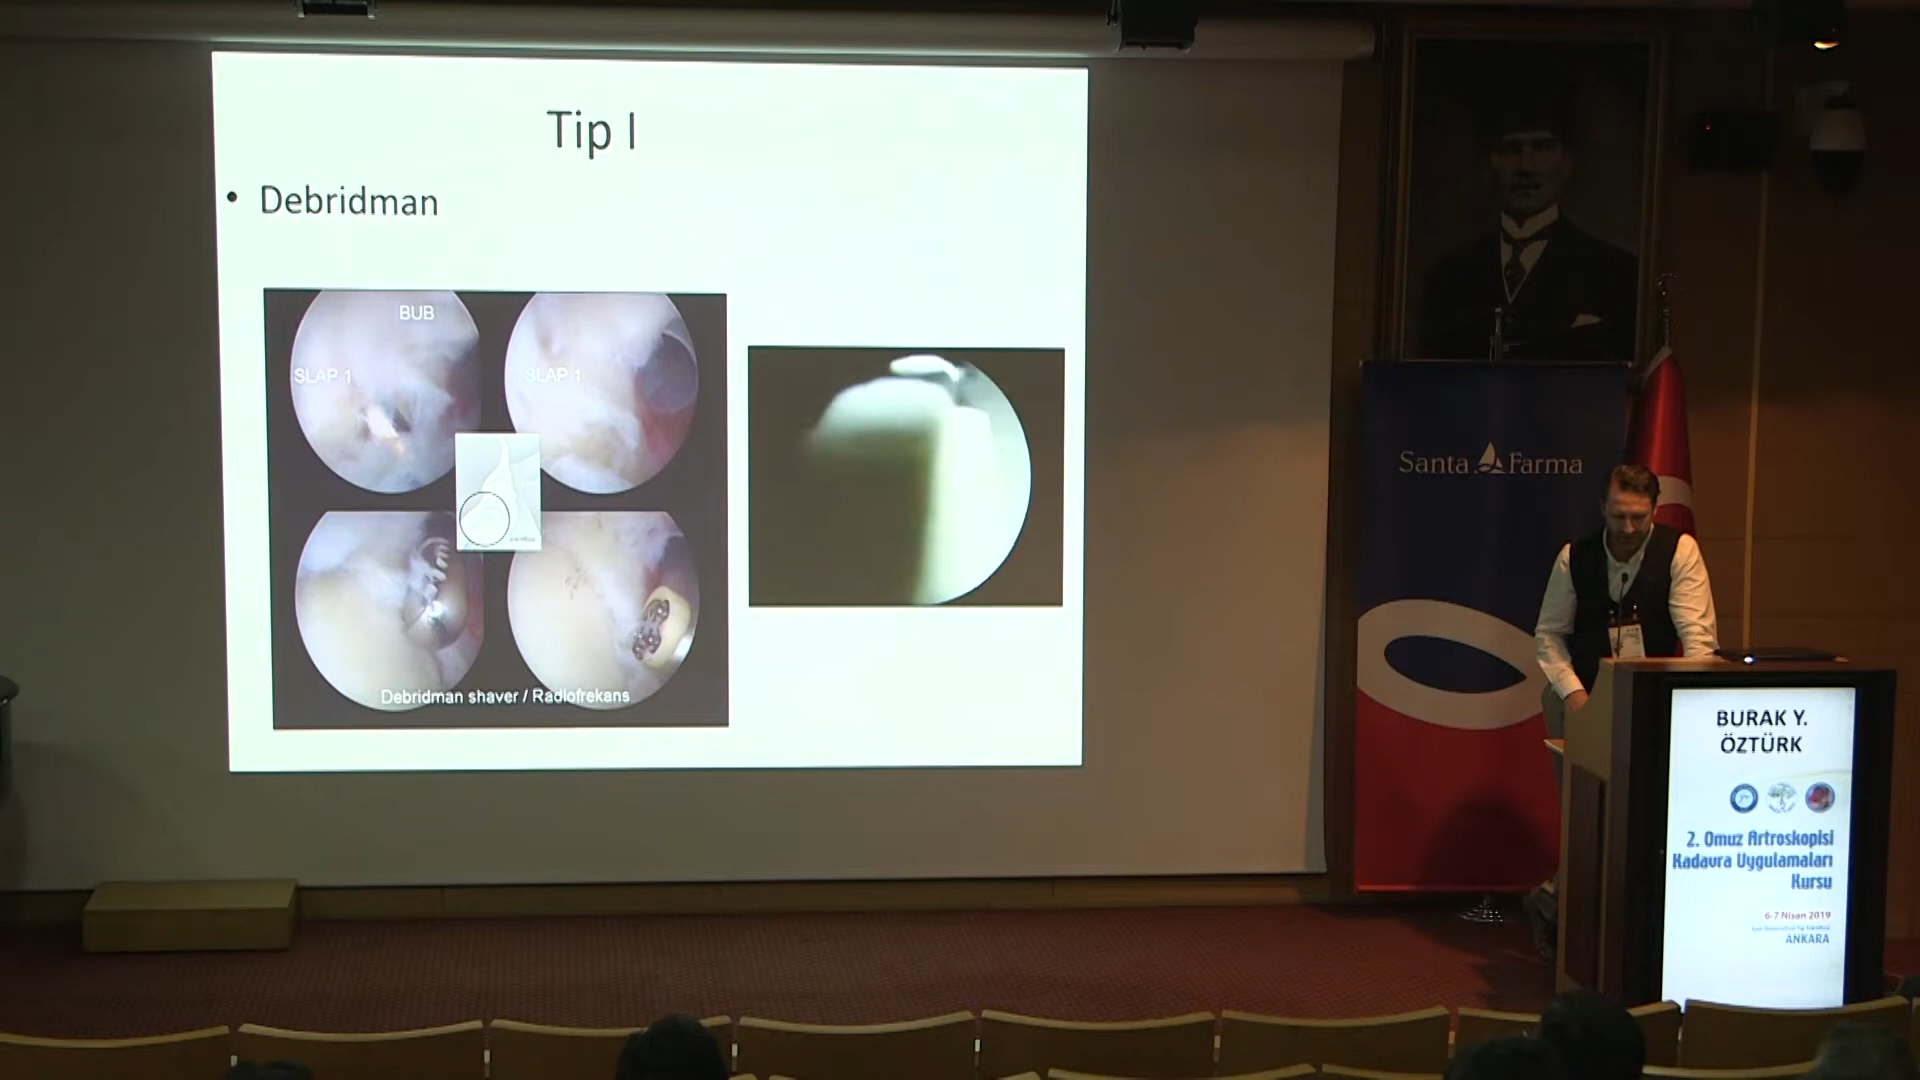 Tip I
• Debridman
BUB
SLAP 1
SLAP 1
Debridman shaver / Radiofrekans
Santa Farma
BURAK Y.
ÖZTÜRK
2. Omuz Artroskopisi
Kadavra Uygulamaları
Kursu
6-7 Nisan 2019
ANKARA